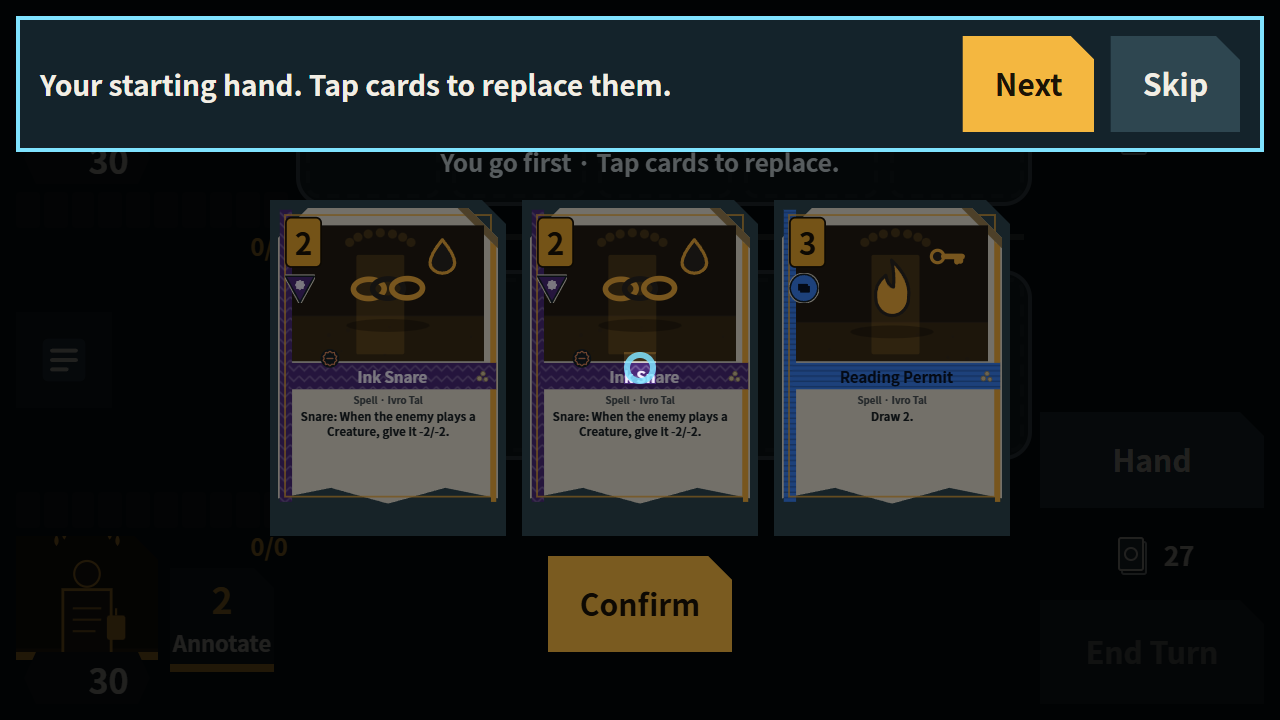 Your starting hand. Tap cards to replace them.
Next
Skip
30
You go first · Tap cards to replace.
0/
2
Ink Snare
Spell · Ivro Tal
Snare: When the enemy plays a
Creature, give it -2/-2.
2
Ink Snare
Spell · Ivro Tal
Snare: When the enemy plays a
Creature, give it -2/-2.
3
Reading Permit
Spell · Ivro Tal
Draw 2.
Hand
0/0
27
Confirm
2
Annotate
30
End Turn